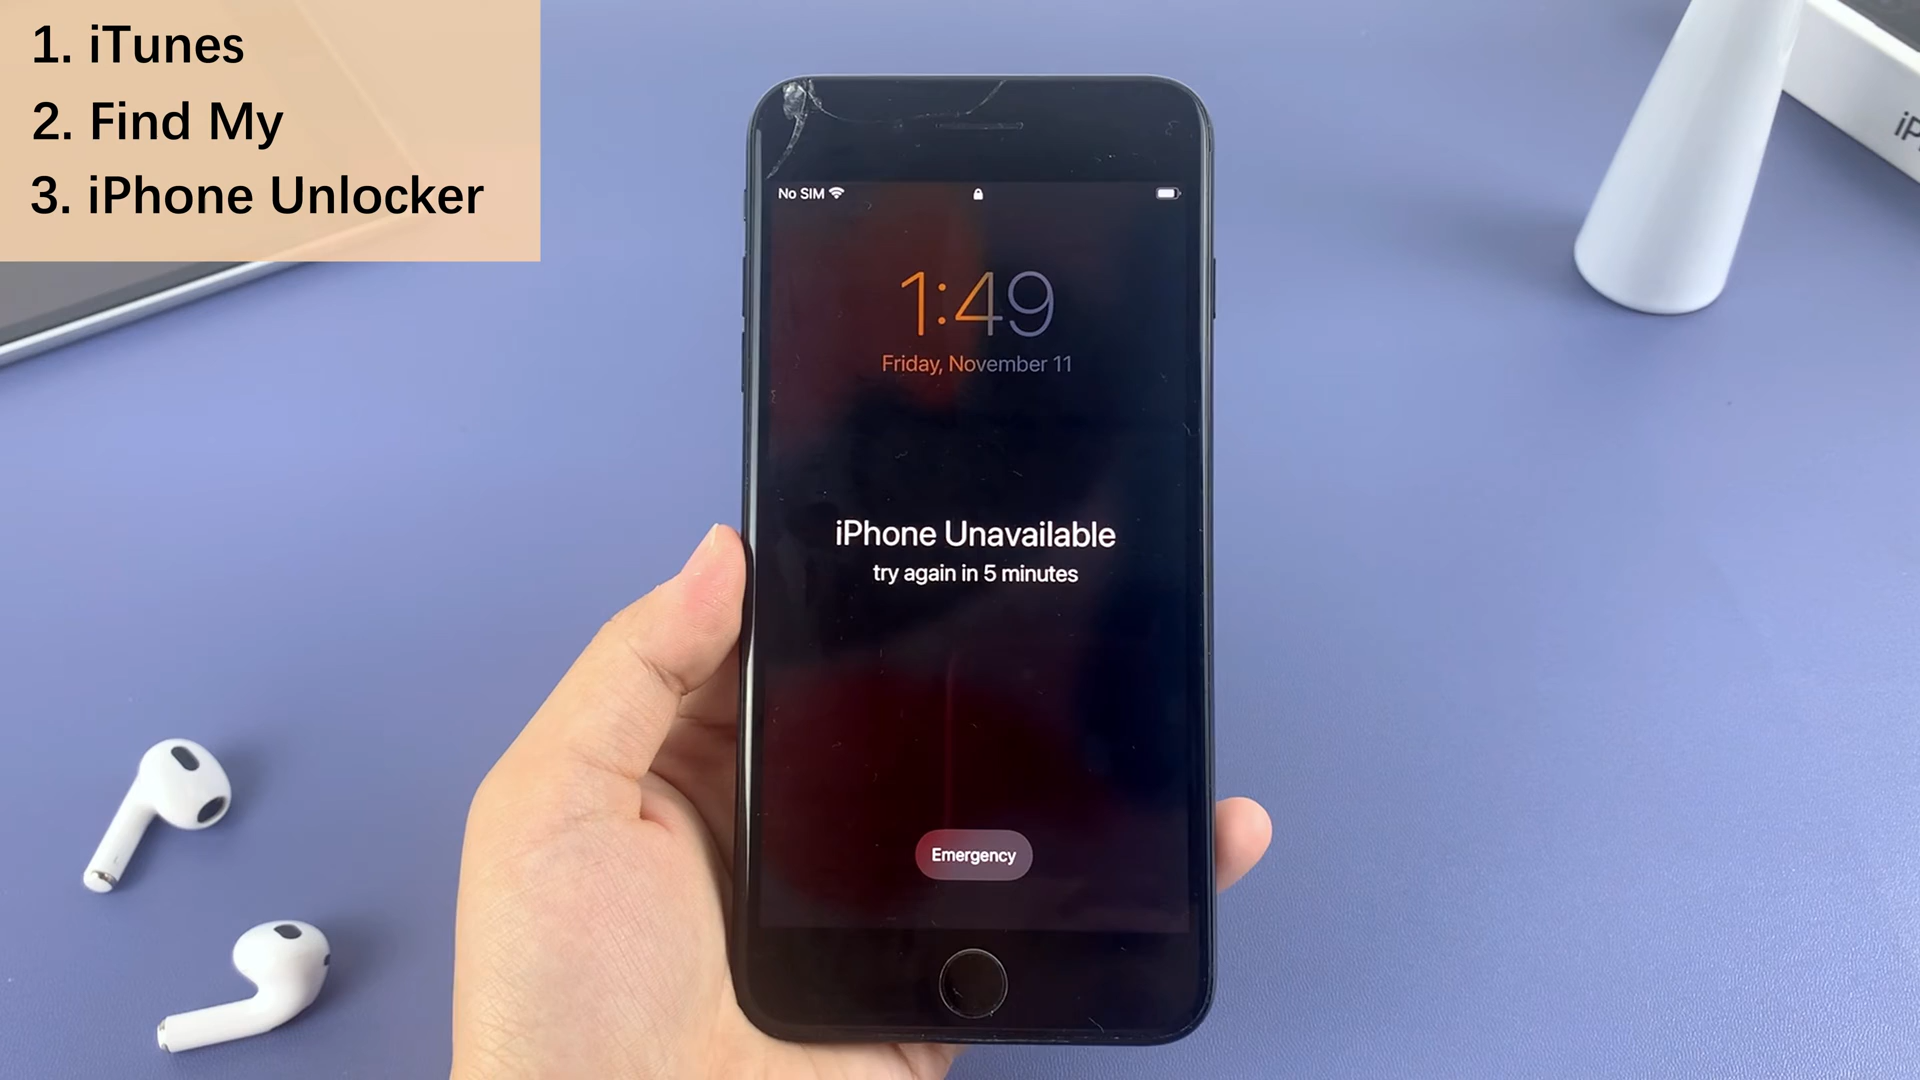 1. iTunes
2. Find My
3. iPhone Unlocker
No SIM
1:49
Friday, November 11
iPhone Unavailable
try again in 5 minutes
Emergency